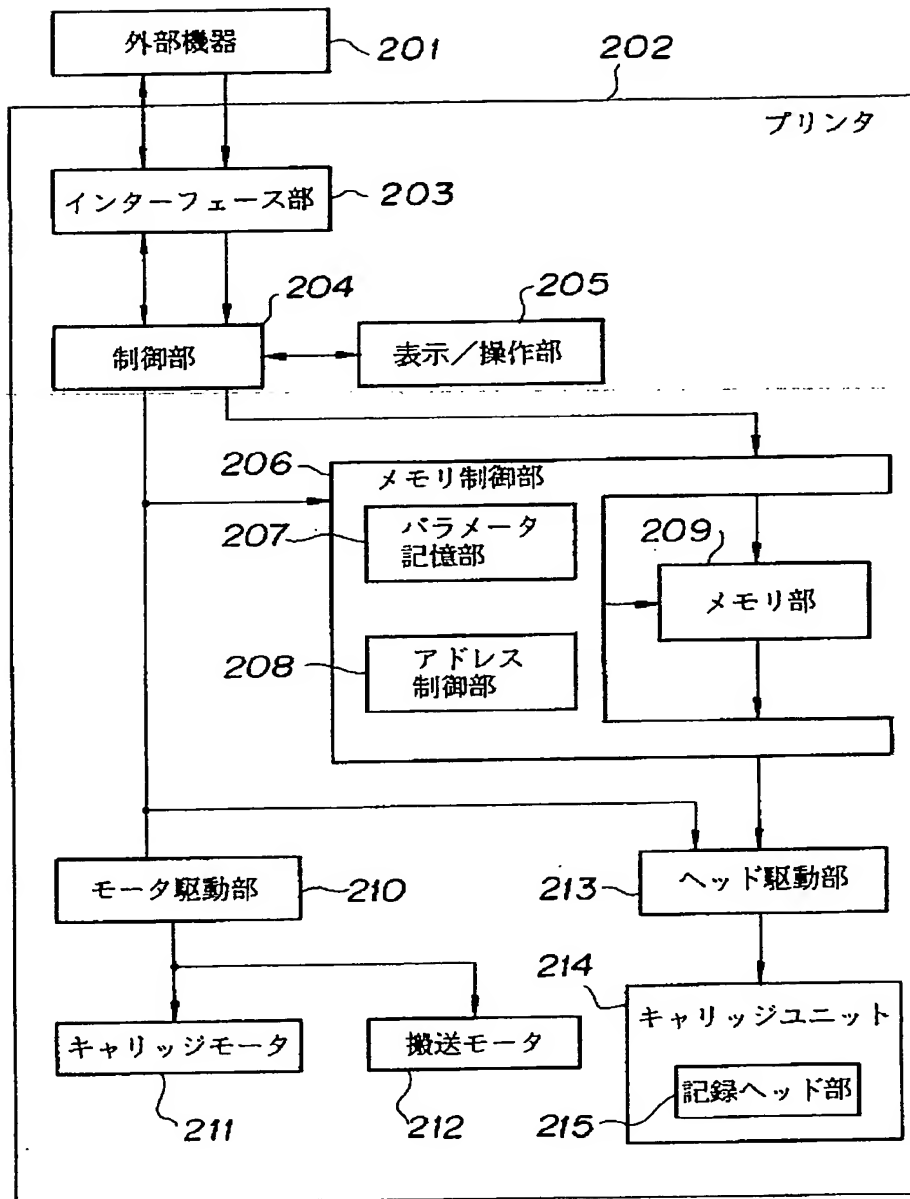 外部機器
201
202
プリンタ
インターフェース部
203
204
205
制御部
表示／操作部
206
メモリ制御部
207
パラメータ
記憶部
209
メモリ部
208
アドレス
制御部
モータ駆動部
210
213
ヘッド駆動部
214
キャリッジモータ
搬送モータ
キャリッジユニット
211
212
215
記録ヘッド部